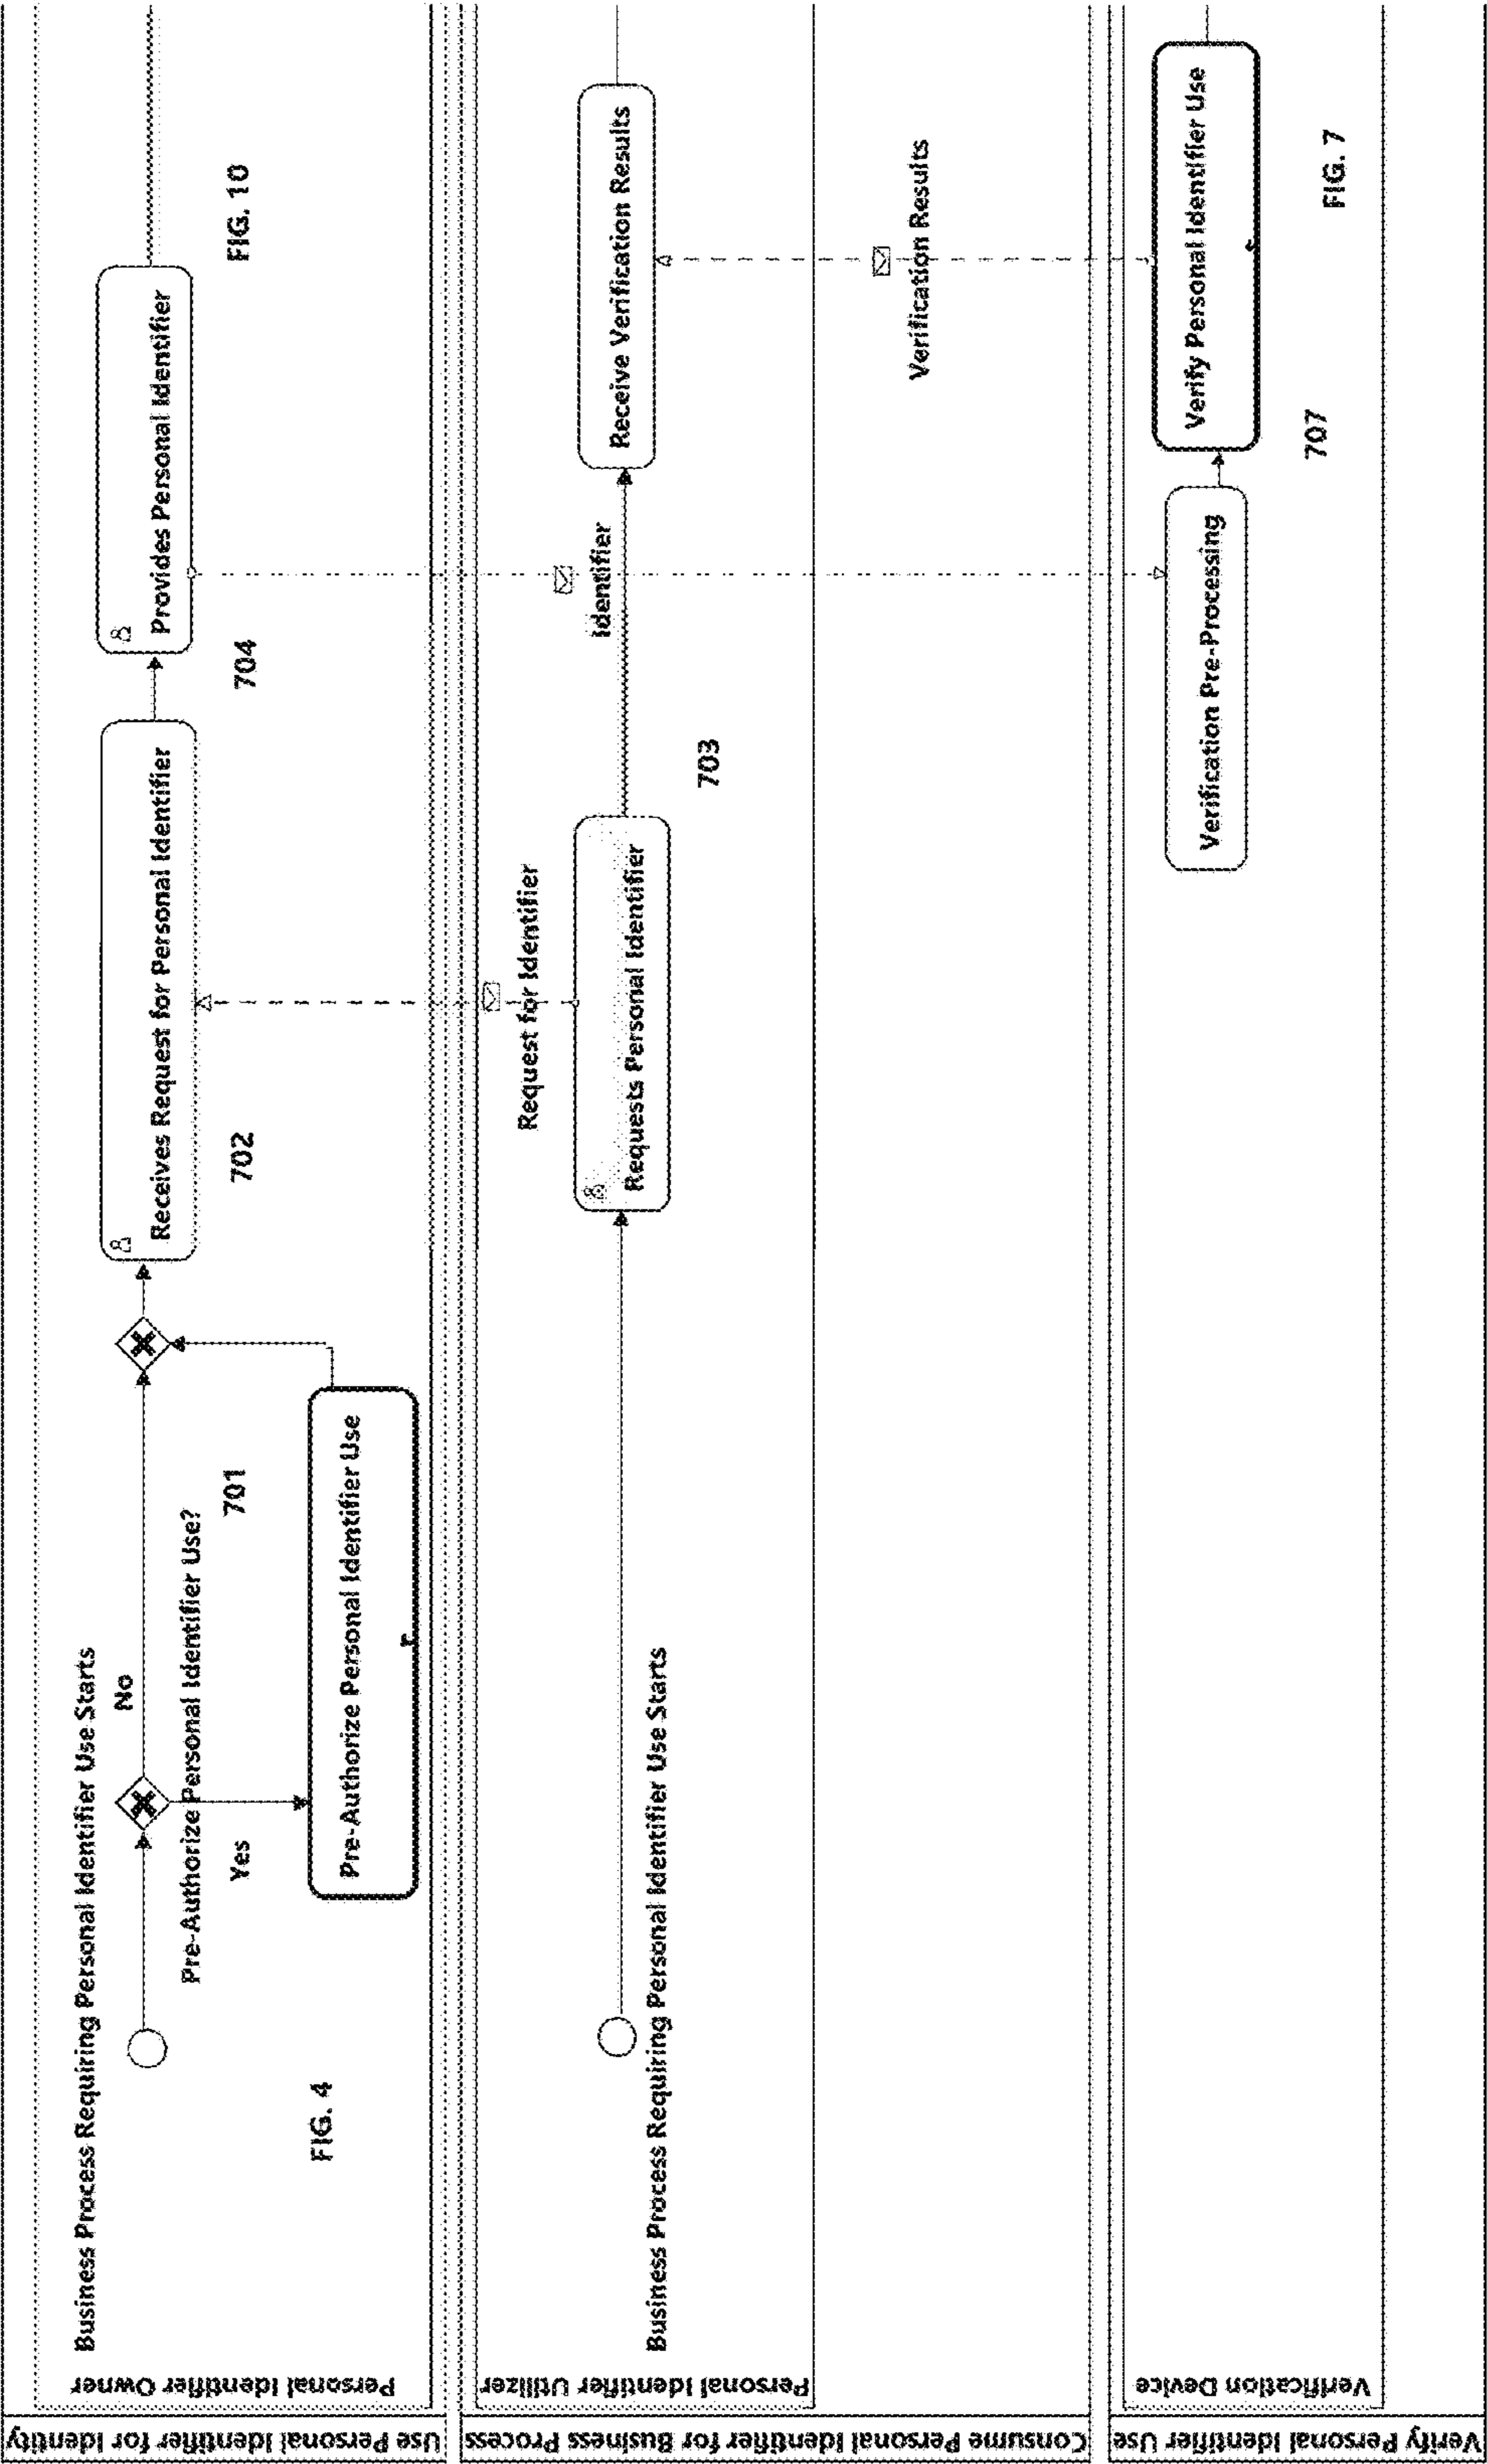 Use Personal Identifier for Identity
Personal Identifier Owner
Business Process Requiring Personal Identifier Use Starts
No
Pre-Authorize Personal Identifier Use?
Yes
701
FIG. 4
Pre-Authorize Personal Identifier Use
Receives Request for Personal Identifier
702
Provides Personal Identifier
704
FIG. 10
Consume Personal Identifier for Business Process
Personal Identifier Utilizer
Business Process Requiring Personal Identifier Use Starts
Request for Identifier
Requests Personal Identifier
703
Identifier
Receive Verification Results
Verification Results
Verify Personal Identifier Use
Verification Device
Verification Pre-Processing
Verify Personal Identifier Use
707
FIG. 7